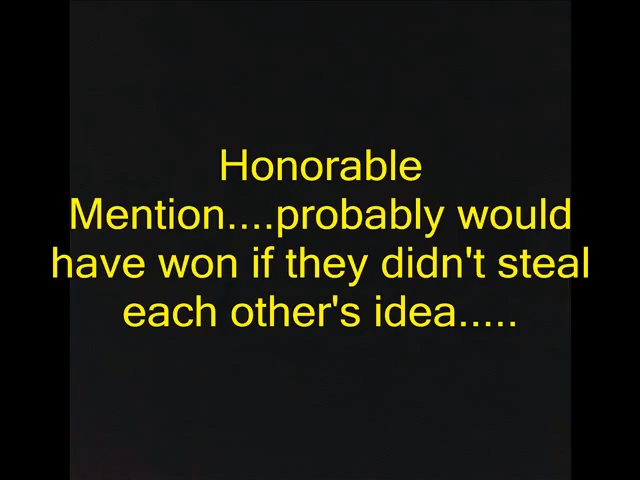 Honorable
Mention....probably would
have won if they didn't steal
each other's idea.....